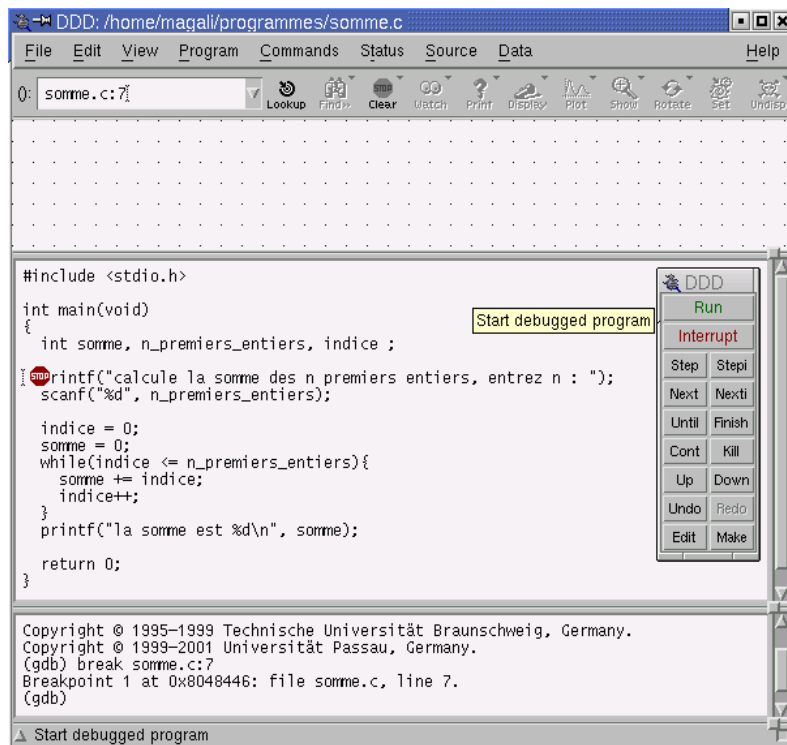 DDD: /home/magali/programmes/somme.c
File Edit View Program Commands Status Source Data Help
(): somme.c:7
Lookup Find» Clear Watch Print Display Plot Show Rotate Set Undisp
#include <stdio.h>
int main(void)
{
int somme, n_premiers_entiers, indice ;
STOP rintf("calcule la somme des n premiers entiers, entrez n : ");
scanf("%d", n_premiers_entiers);
indice = 0;
somme = 0;
while(indice <= n_premiers_entiers){
somme += indice;
indice++;
}
printf("la somme est %d\n", somme);
return 0;
}
Start debugged program
DDD
Run
Interrupt
Step Stepi
Next Nexti
Until Finish
Cont Kill
Up Down
Undo Redo
Edit Make
Copyright © 1995-1999 Technische Universität Braunschweig, Germany.
Copyright © 1999-2001 Universität Passau, Germany.
(gdb) break somme.c:7
Breakpoint 1 at 0x8048446: file somme.c, line 7.
(gdb)
Start debugged program